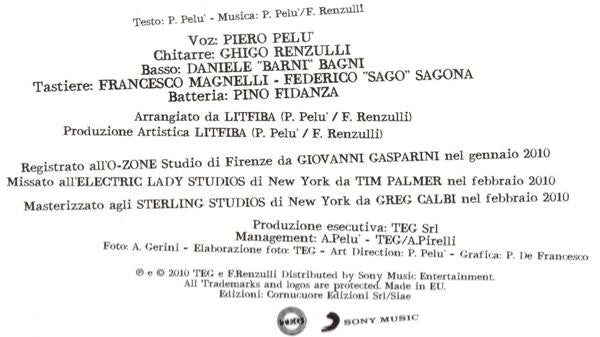 Testo: P. Pelu' - Musica: P. Pelu'/F. Renzulli
Voz: PIERO PELU'
Chitarre: GHIGO RENZULLI
Basso: DANIELE "BARNI" BAGNI
Tastiere: FRANCESCO MAGNELLI - FEDERICO "SAGO" SAGONA
Batteria: PINO FIDANZA
Arrangiato da LITFIBA (P. Pelu' / F. Renzulli)
Produzione Artistica LITFIBA (P. Pelu' / F. Renzulli)
Registrato all'O-ZONE Studio di Firenze da GIOVANNI GASPARINI nel gennaio 2010
Missato all'ELECTRIC LADY STUDIOS di New York da TIM PALMER nel febbraio 2010
Masterizzato agli STERLING STUDIOS di New York da GREG CALBI nel febbraio 2010
Produzione esecutiva: TEG Srl
Management: A.Pelu' - TEG/A.Pirelli
Foto: A. Gerini - Elaborazione foto: TEG - Art Direction: P. Pelu' - Grafica: P. De Francesco
℗ e © 2010 TEG e F.Renzulli Distributed by Sony Music Entertainment.
All Trademarks and logos are protected. Made in EU.
Edizioni: Cornucuore Edizioni Srl/Siae
SONY MUSIC